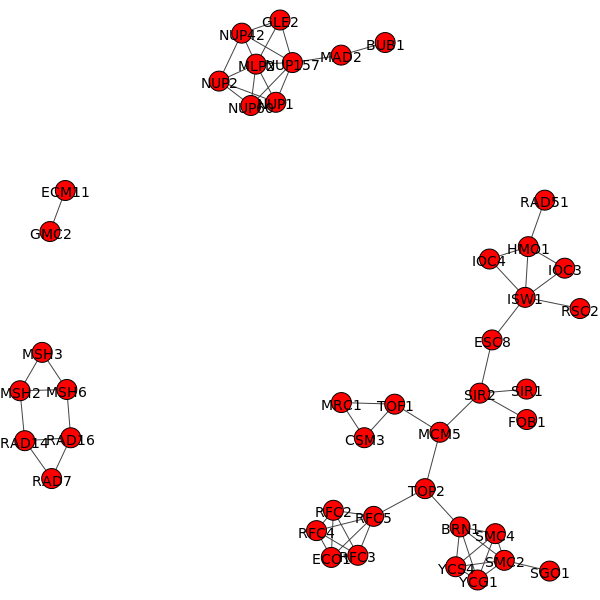 GLE2
NUP42
BUB1
MAD2
MLP2
NUP157
NUP2
NUP60
NUP1
ECM11
GMC2
RAD51
HMO1
IOC4
IOC3
ISW1
RSC2
ESC8
MSH3
MSH2
MSH6
SIR2
SIR1
MRC1
TOF1
FOB1
CSM3
MCM5
RAD14
RAD16
RAD7
TOP2
RFC2
RFC5
RFC4
BRN1
SMC4
ECO1
RFC3
YCS4
SMC2
YCG1
SGO1